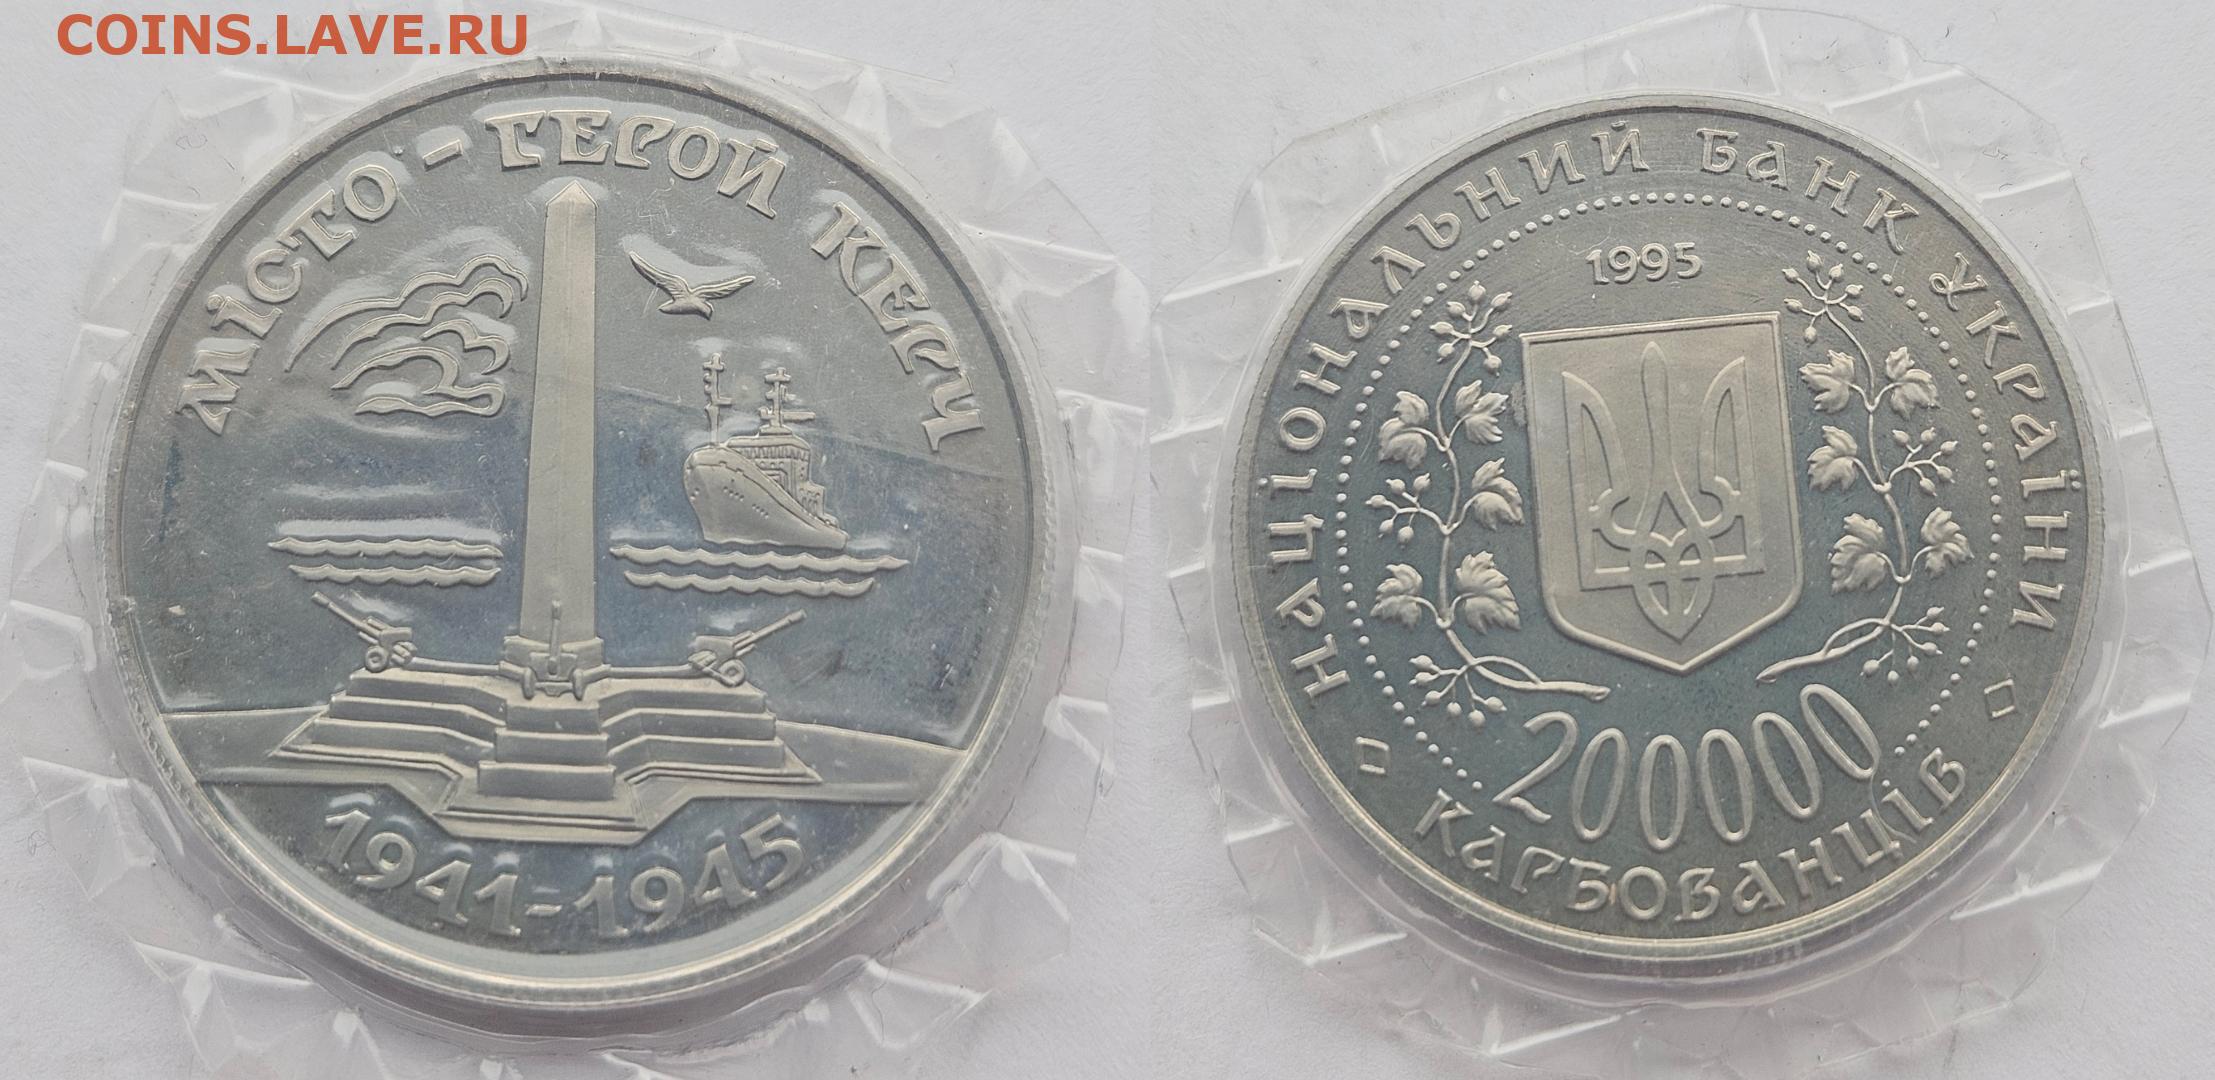 COINS.LAVE.RU
МІСТО - ГЕРОЙ КЕРЧ
1941-1945
НАЦІОНАЛЬНИЙ БАНК УКРАЇНИ
1995
200000
КАРБОВАНЦІВ